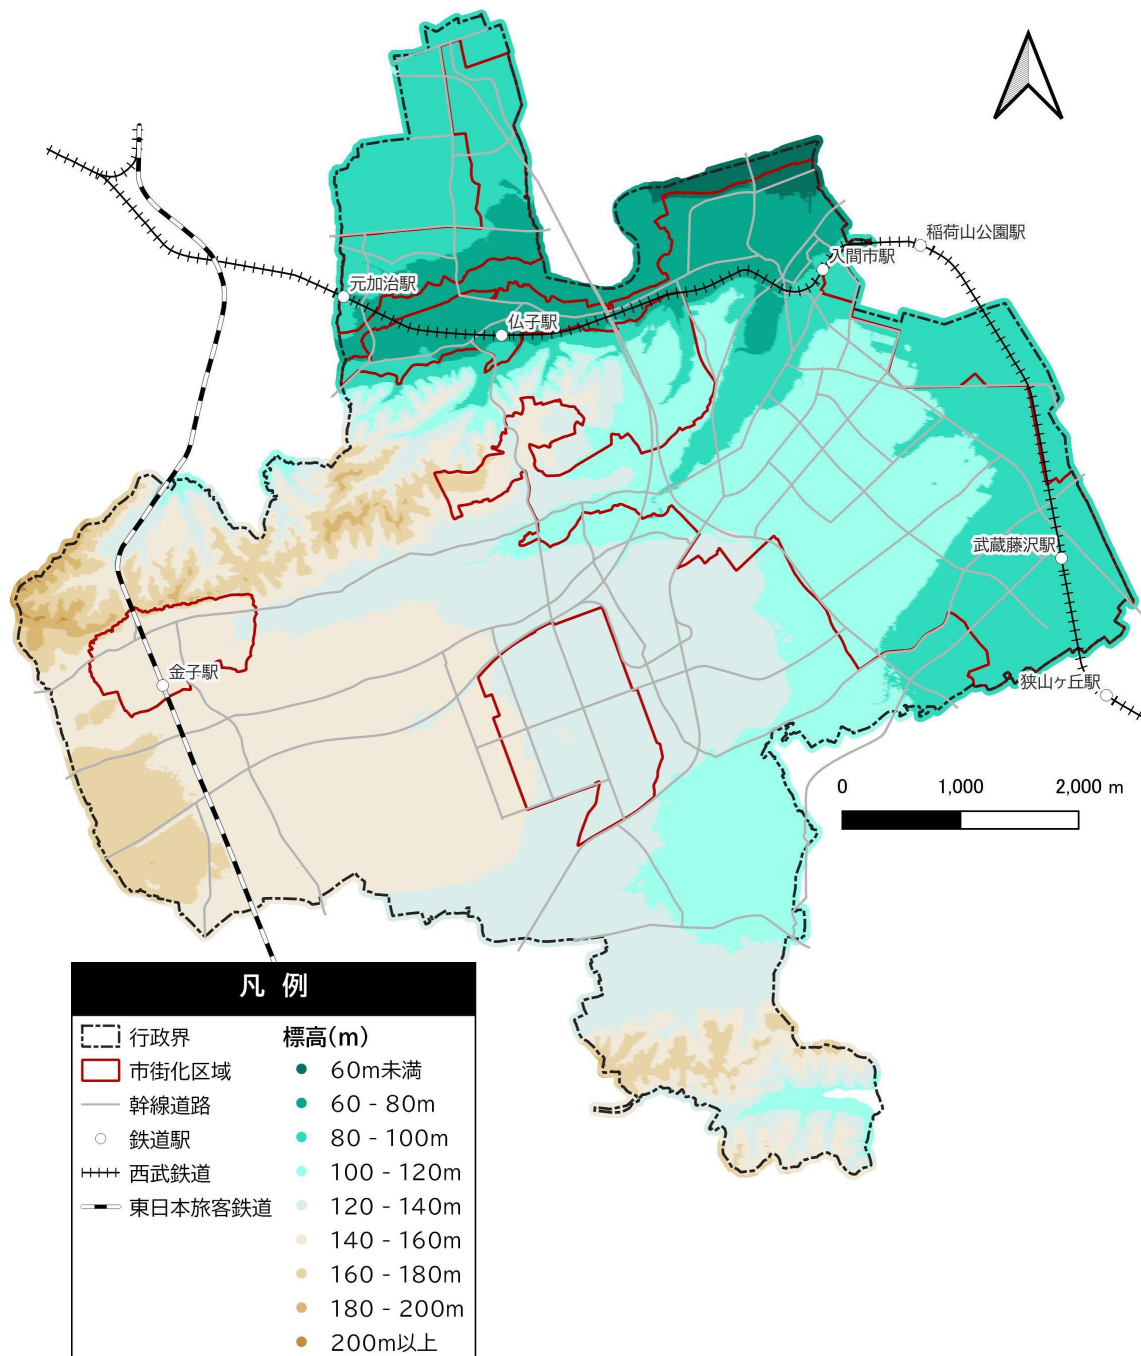 稲荷山公園駅
入間市駅
元加治駅
仏子駅
武蔵藤沢駅
金子駅
狭山ヶ丘駅
0 1,000 2,000 m
凡 例
行政界
市街化区域
幹線道路
鉄道駅
西武鉄道
東日本旅客鉄道
標高(m)
60m未満
60 - 80m
80 - 100m
100 - 120m
120 - 140m
140 - 160m
160 - 180m
180 - 200m
200m以上